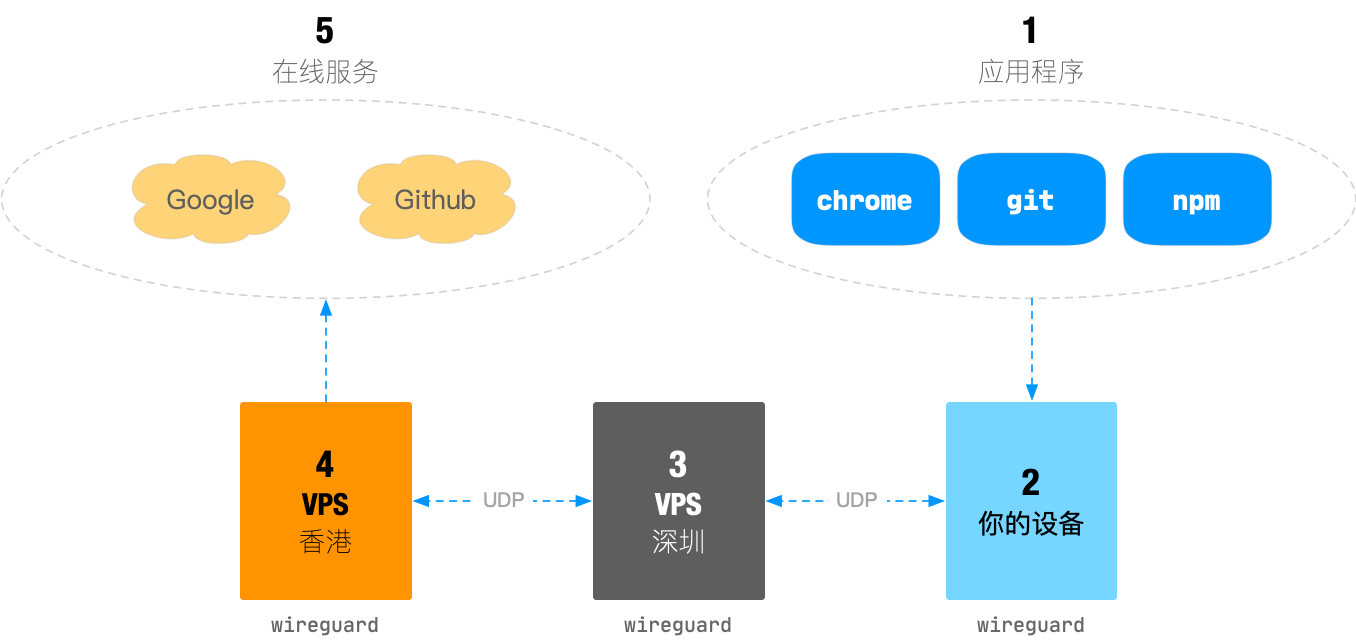 5
在线服务
Google
Github
1
应用程序
chrome
git
npm
4
VPS
香港
wireguard
UDP
3
VPS
深圳
wireguard
UDP
2
你的设备
wireguard